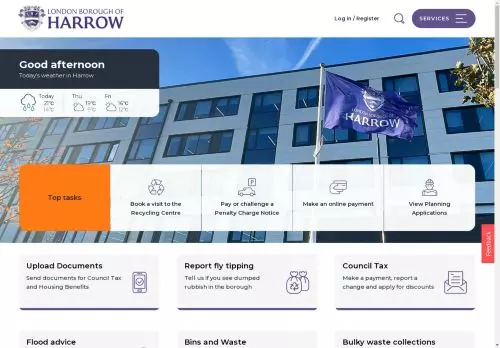 LONDON BOROUGH OF
HARROW
Log in / Register
SERVICES
Good afternoon
Today's weather in Harrow
Today
21°C
14°C
Thu
19°C
9°C
Fri
16°C
12°C
LONDON BOROUGH OF
HARROW
Top tasks
Book a visit to the
Recycling Centre
Pay or challenge a
Penalty Charge Notice
Make an online payment
View Planning
Applications
Feedback
Upload Documents
Send documents for Council Tax
and Housing Benefits
Report fly tipping
Tell us if you see dumped
rubbish in the borough
Council Tax
Make a payment, report a
change and apply for discounts
Flood advice
Bins and Waste
Bulky waste collections